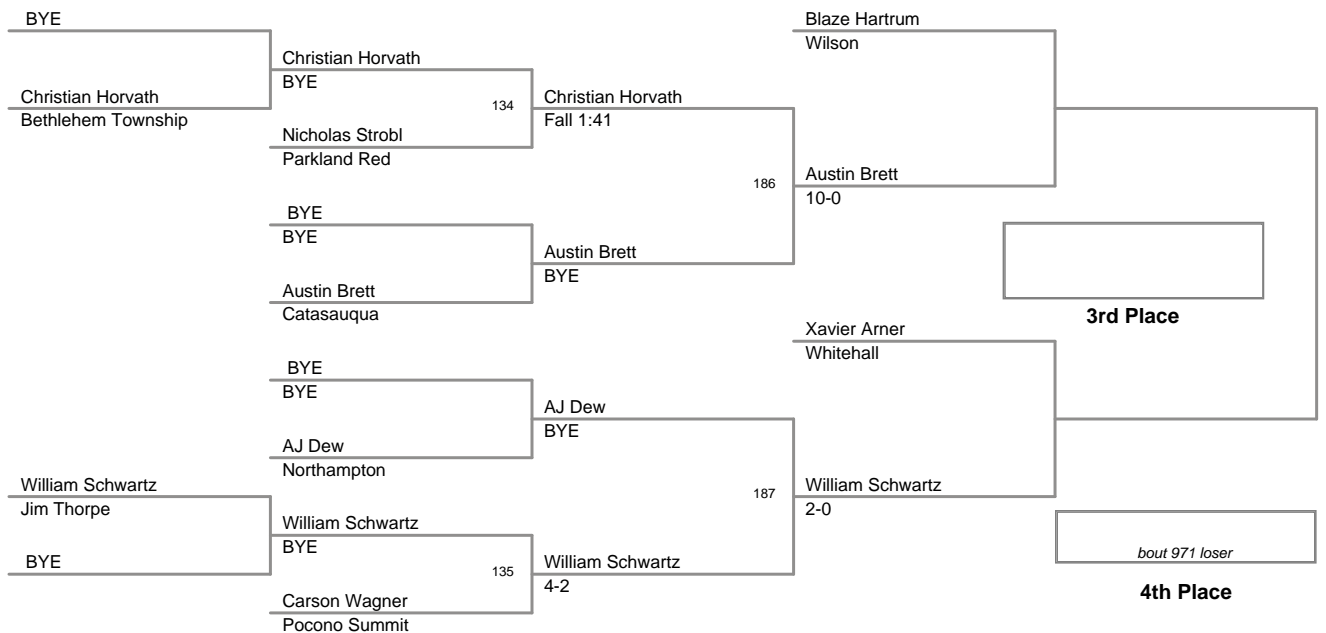 BYE
Christian Horvath
Bethlehem Township
Christian Horvath
BYE
134
Nicholas Strobl
Parkland Red
Christian Horvath
Fall 1:41
BYE
BYE
Austin Brett
Catasauqua
Austin Brett
BYE
186
Blaze Hartrum
Wilson
Austin Brett
10-0
3rd Place
BYE
BYE
AJ Dew
Northampton
AJ Dew
BYE
William Schwartz
Jim Thorpe
BYE
William Schwartz
BYE
135
Carson Wagner
Pocono Summit
William Schwartz
4-2
187
Xavier Arner
Whitehall
William Schwartz
2-0
bout 971 loser
4th Place